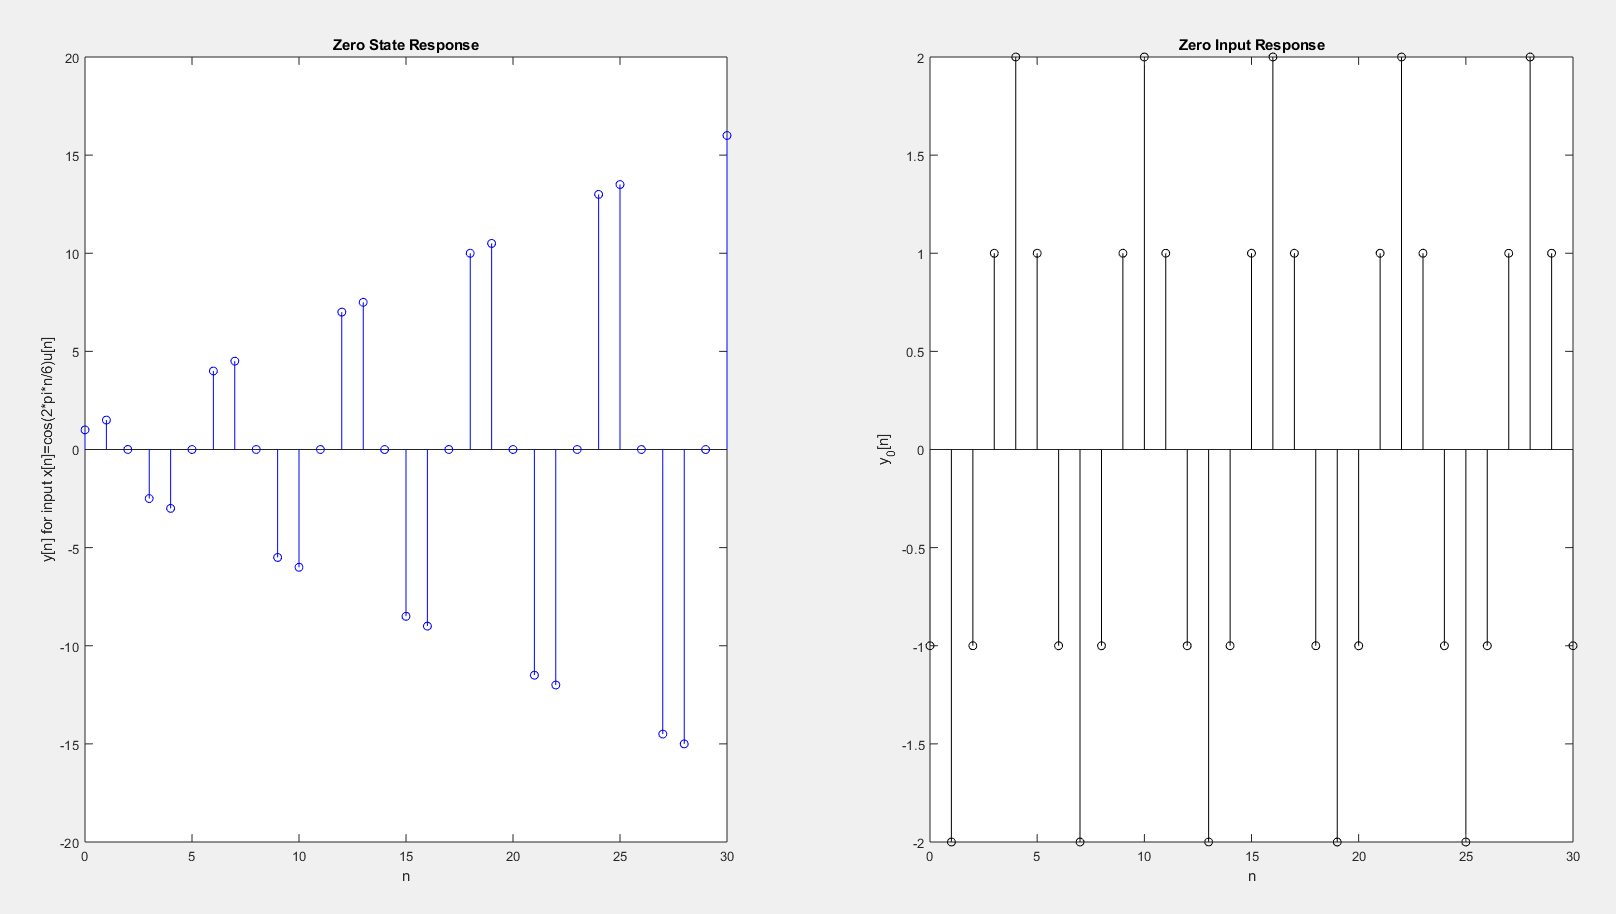 Zero State Response
y[n] for input x[n]=cos(2*pi*n/6)u[n]
20
15
10
5
0
-5
-10
-15
-20
0 5 10 15 20 25 30
n
Zero Input Response
y0[n]
2
1.5
1
0.5
0
-0.5
-1
-1.5
-2
0 5 10 15 20 25 30
n